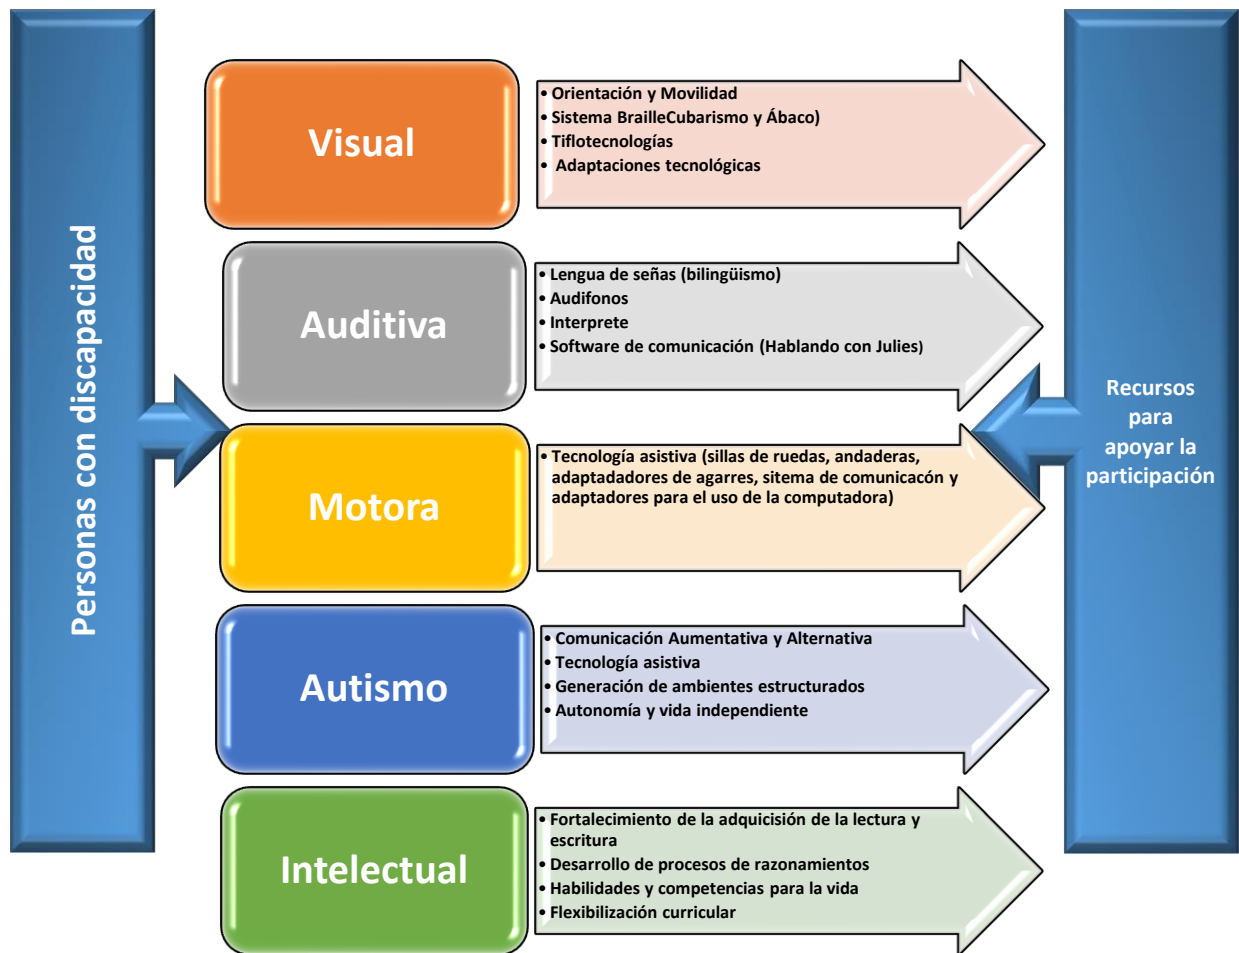 Personas con discapacidad
Visual
• Orientación y Movilidad
• Sistema BrailleCubarismo y Ábaco)
• Tiflotecnologías
• Adaptaciones tecnológicas
Auditiva
• Lengua de señas (bilingüismo)
• Audifonos
• Interprete
• Software de comunicación (Hablando con Julies)
Motora
• Tecnología asistiva (sillas de ruedas, andaderas,
adaptadadores de agarres, sitema de comunicacón y
adaptadores para el uso de la computadora)
Autismo
• Comunicación Aumentativa y Alternativa
• Tecnología asistiva
• Generación de ambientes estructurados
• Autonomía y vida independiente
Intelectual
• Fortalecimiento de la adquicisión de la lectura y
escritura
• Desarrollo de procesos de razonamientos
• Habilidades y competencias para la vida
• Flexibilización curricular
Recursos
para
apoyar la
participación